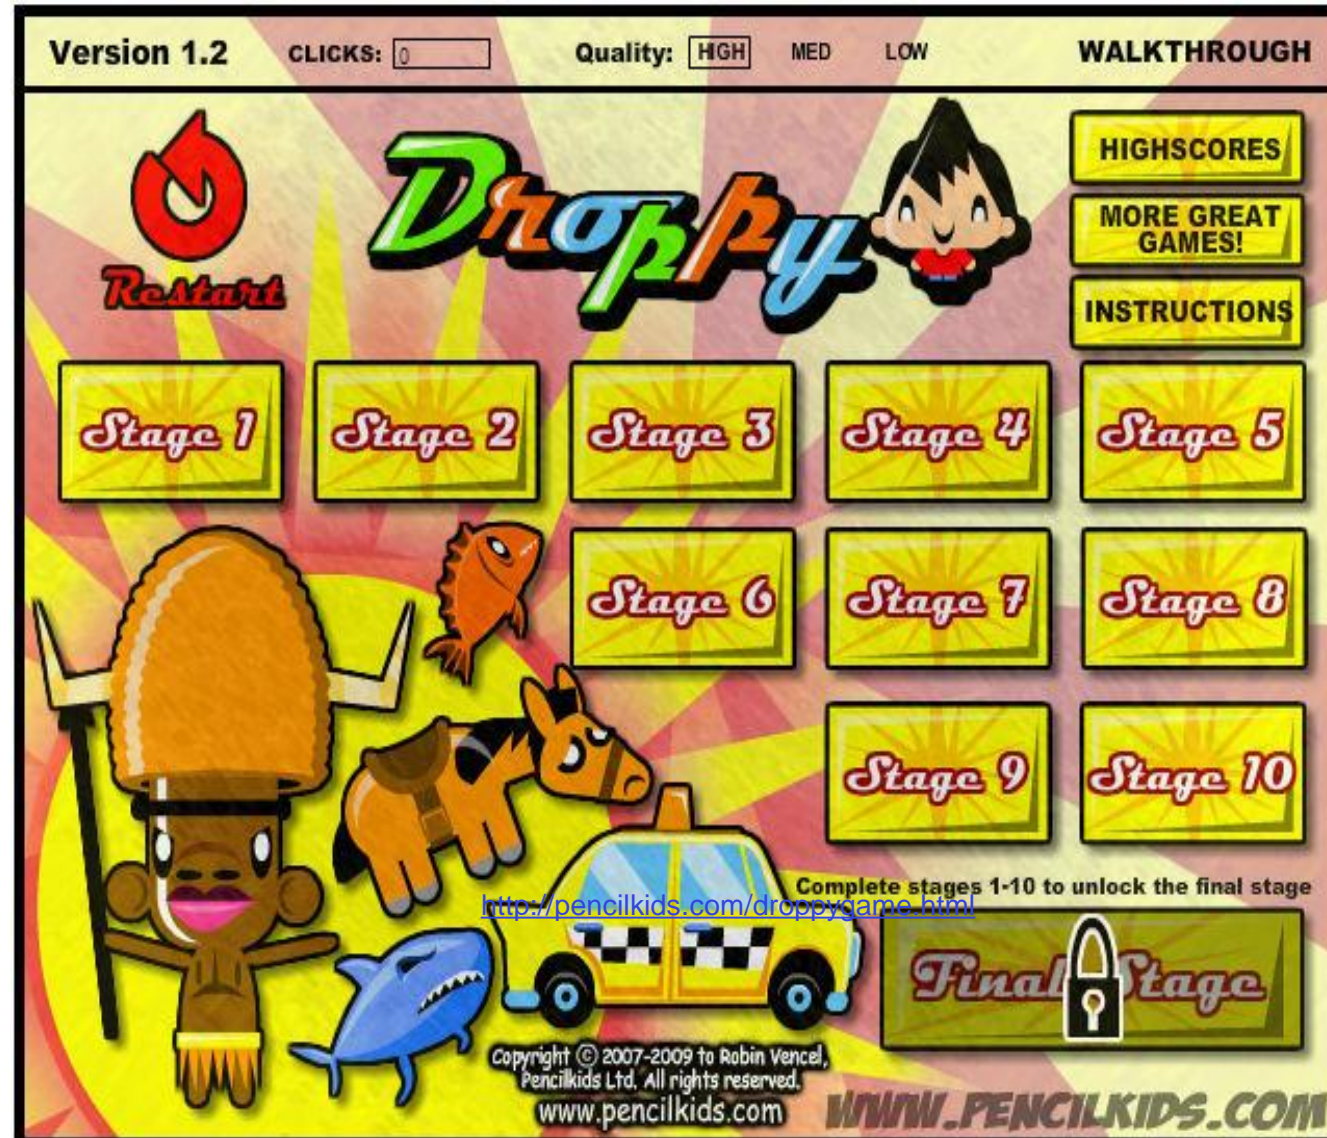 Version 1.2 CLICKS: 0 Quality: HIGH MED LOW WALKTHROUGH
Restart
Droppy
HIGHSCORES
MORE GREAT
GAMES!
INSTRUCTIONS
Stage 1 Stage 2 Stage 3 Stage 4 Stage 5
Stage 6 Stage 7 Stage 8
Stage 9 Stage 10
Complete stages 1-10 to unlock the final stage
http://pencilkids.com/droppygame.html
Final Stage
Copyright © 2007-2009 to Robin Vencel,
Pencilkids Ltd. All rights reserved.
www.pencilkids.com
WWW.PENCILKIDS.COM